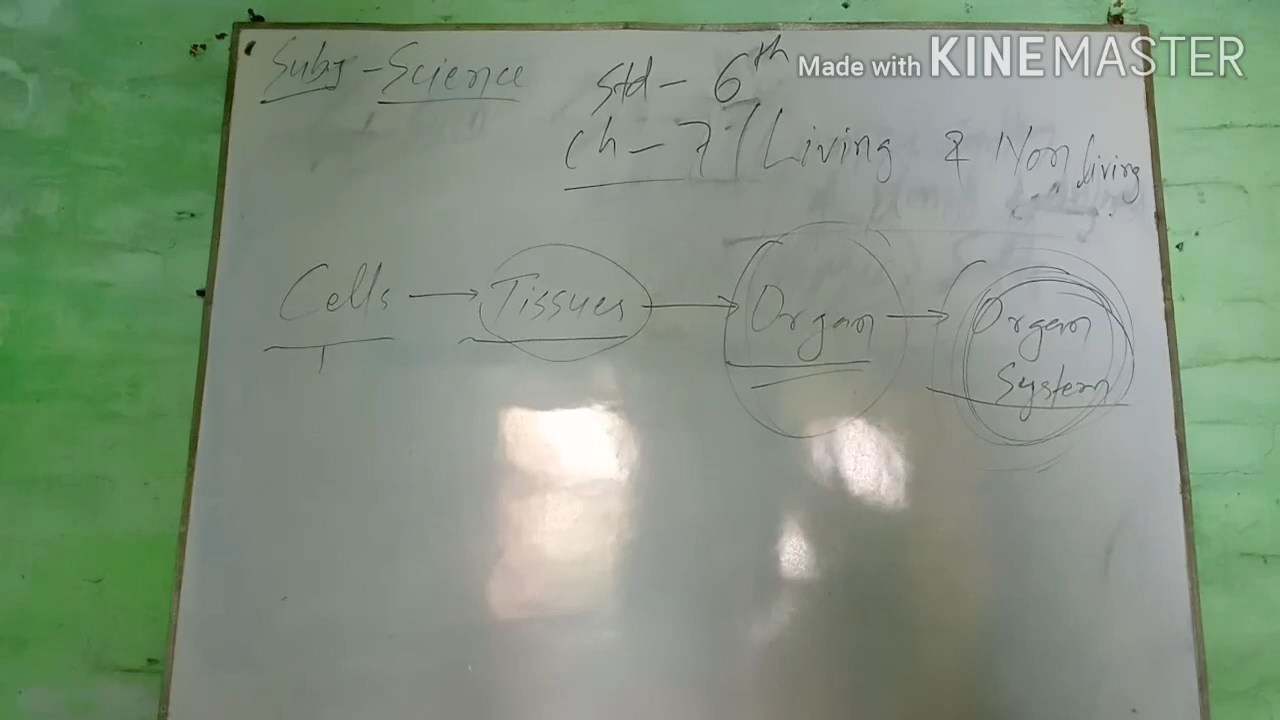 Subj - Science Std - 6th
Made with KINEMASTER
Ch - 7 / Living & Non living
Cells → Tissues → Organ → Organ System